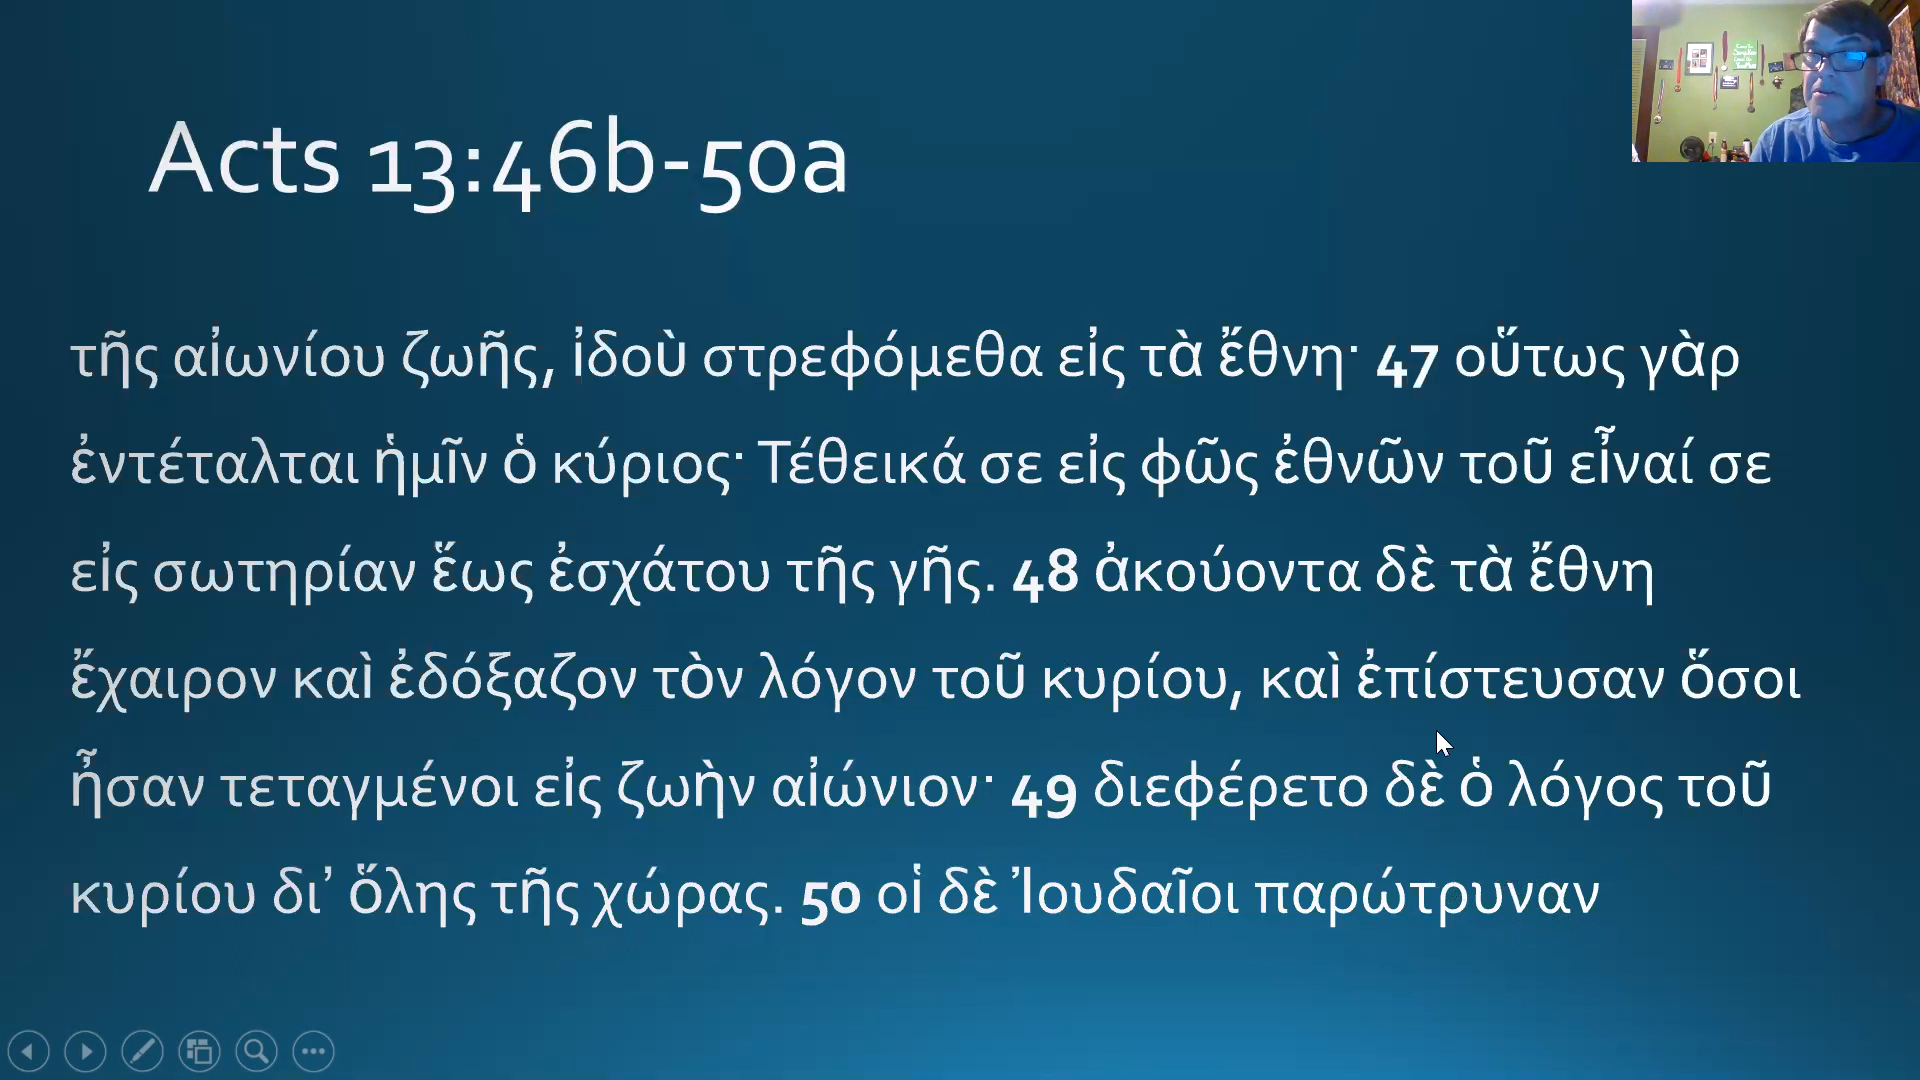 Acts 13:46b-50a
τῆς αἰωνίου ζωῆς, ἰδοὺ στρεφόμεθα εἰς τὰ ἔθνη· 47 οὕτως γὰρ
ἐντέταλται ἡμῖν ὁ κύριος· Τέθεικά σε εἰς φῶς ἐθνῶν τοῦ εἶναί σε
εἰς σωτηρίαν ἕως ἐσχάτου τῆς γῆς. 48 ἀκούοντα δὲ τὰ ἔθνη
ἔχαιρον καὶ ἐδόξαζον τὸν λόγον τοῦ κυρίου, καὶ ἐπίστευσαν ὅσοι
ἦσαν τεταγμένοι εἰς ζωὴν αἰώνιον· 49 διεφέρετο δὲ ὁ λόγος τοῦ
κυρίου δι’ ὅλης τῆς χώρας. 50 οἱ δὲ Ἰουδαῖοι παρώτρυναν